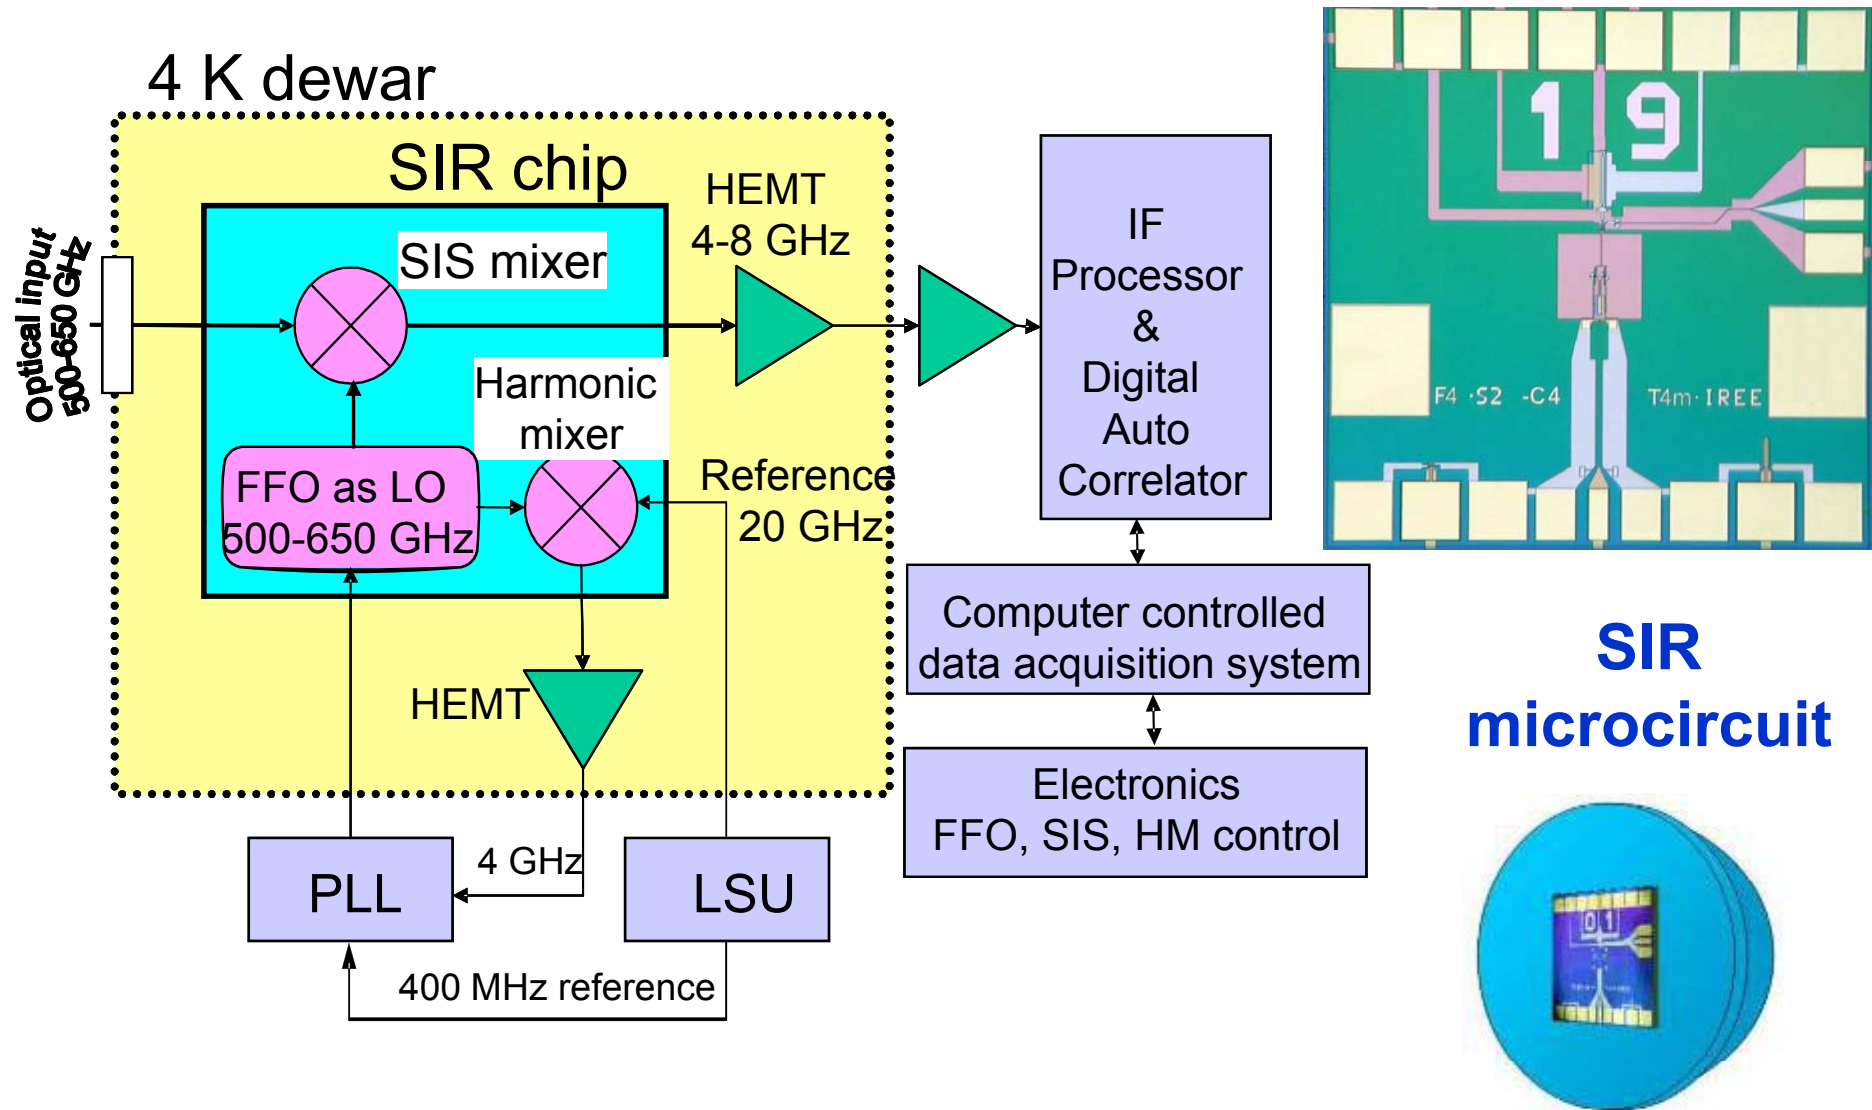 4 K dewar
SIR chip
Optical input
500-650 GHz
SIS mixer
HEMT
4-8 GHz
Harmonic
mixer
FFO as LO
500-650 GHz
Reference
20 GHz
HEMT
PLL
4 GHz
LSU
400 MHz reference
IF
Processor
&
Digital
Auto
Correlator
Computer controlled
data acquisition system
Electronics
FFO, SIS, HM control
1 9
F4 ·S2 -C4
T4m·IREE
SIR
microcircuit
01